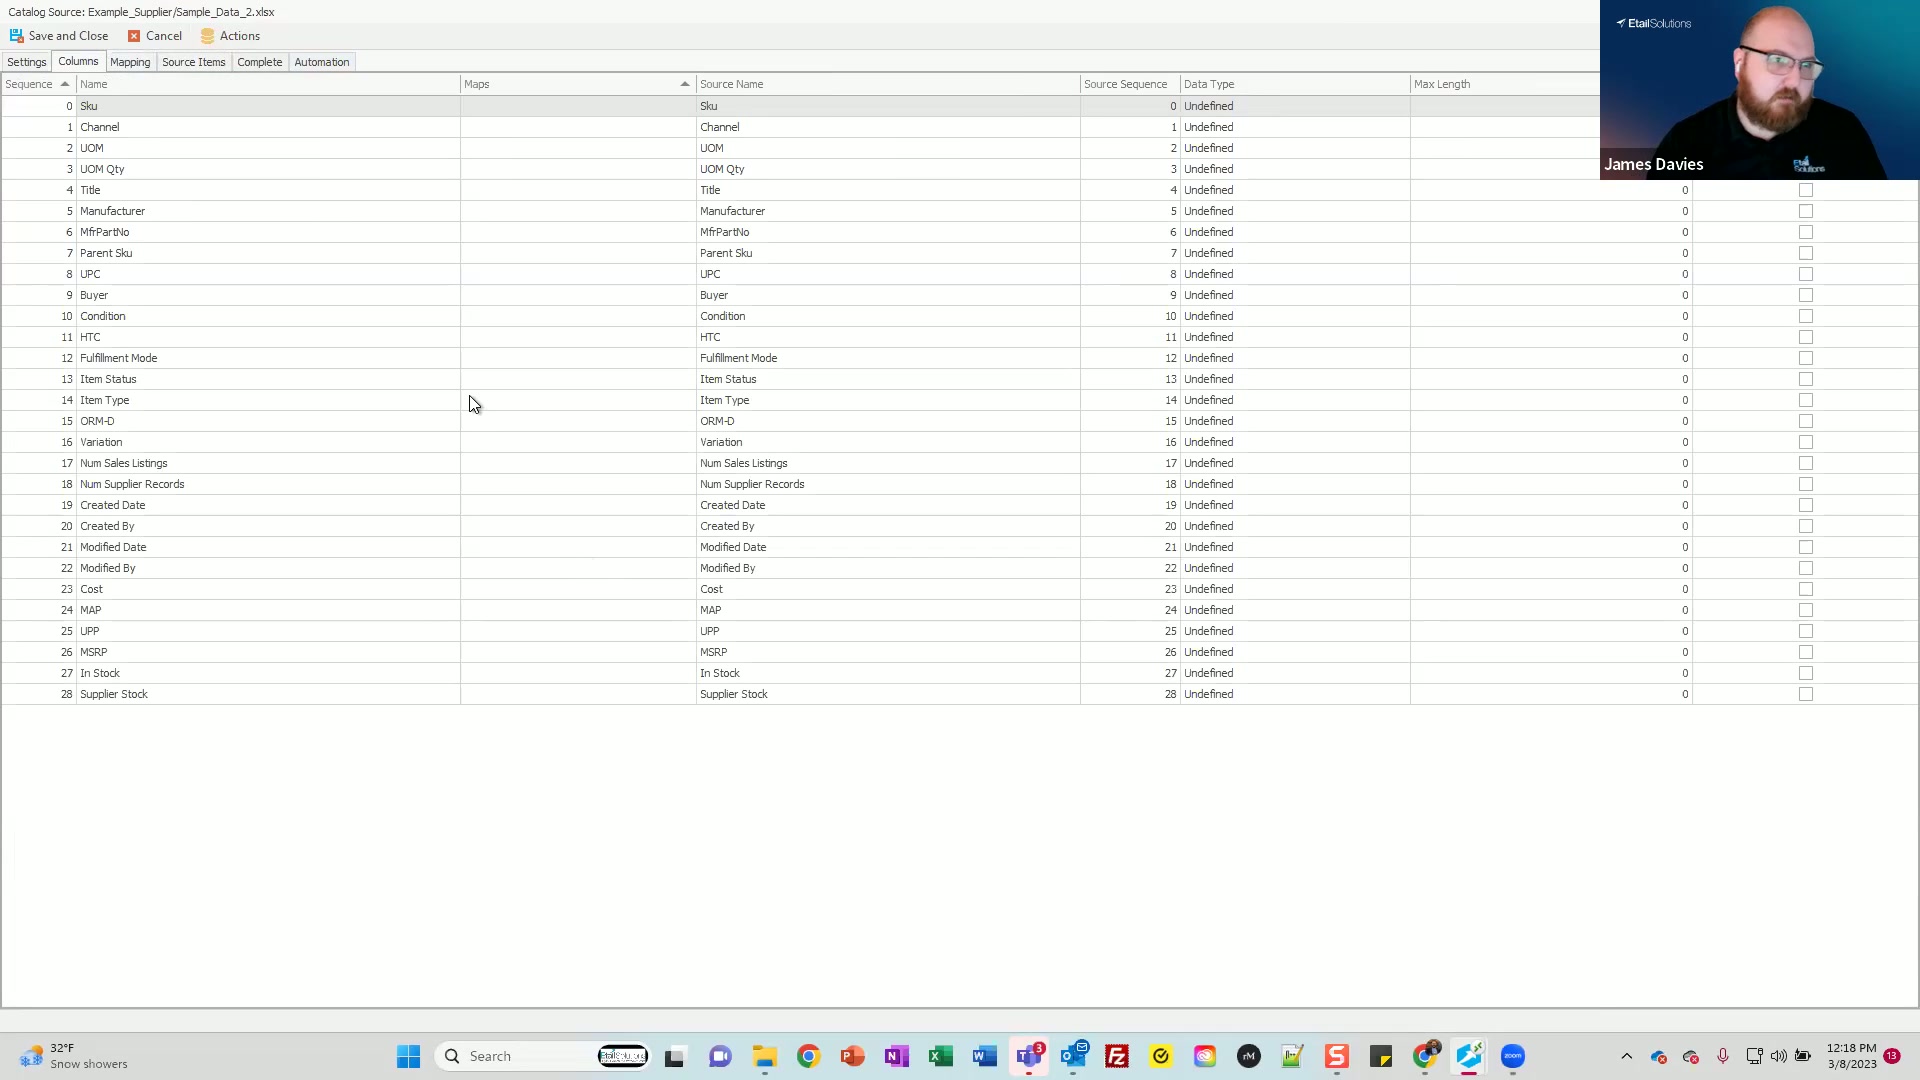 Catalog Source: Example_Supplier/Sample_Data_2.xlsx
Save and Close Cancel Actions
Settings Columns Mapping Source Items Complete Automation
Sequence Name Maps Source Name Source Sequence Data Type Max Length
0 Sku Sku 0 Undefined
1 Channel Channel 1 Undefined
2 UOM UOM 2 Undefined
3 UOM Qty UOM Qty 3 Undefined
4 Title Title 4 Undefined 0
5 Manufacturer Manufacturer 5 Undefined 0
6 MfrPartNo MfrPartNo 6 Undefined 0
7 Parent Sku Parent Sku 7 Undefined 0
8 UPC UPC 8 Undefined 0
9 Buyer Buyer 9 Undefined 0
10 Condition Condition 10 Undefined 0
11 HTC HTC 11 Undefined 0
12 Fulfillment Mode Fulfillment Mode 12 Undefined 0
13 Item Status Item Status 13 Undefined 0
14 Item Type Item Type 14 Undefined 0
15 ORM-D ORM-D 15 Undefined 0
16 Variation Variation 16 Undefined 0
17 Num Sales Listings Num Sales Listings 17 Undefined 0
18 Num Supplier Records Num Supplier Records 18 Undefined 0
19 Created Date Created Date 19 Undefined 0
20 Created By Created By 20 Undefined 0
21 Modified Date Modified Date 21 Undefined 0
22 Modified By Modified By 22 Undefined 0
23 Cost Cost 23 Undefined 0
24 MAP MAP 24 Undefined 0
25 UPP UPP 25 Undefined 0
26 MSRP MSRP 26 Undefined 0
27 In Stock In Stock 27 Undefined 0
28 Supplier Stock Supplier Stock 28 Undefined 0
EtailSolutions
Etail Solutions
James Davies
32°F
Snow showers
Search
EtailSolutions
3
rM
zoom
12:18 PM
3/8/2023
13